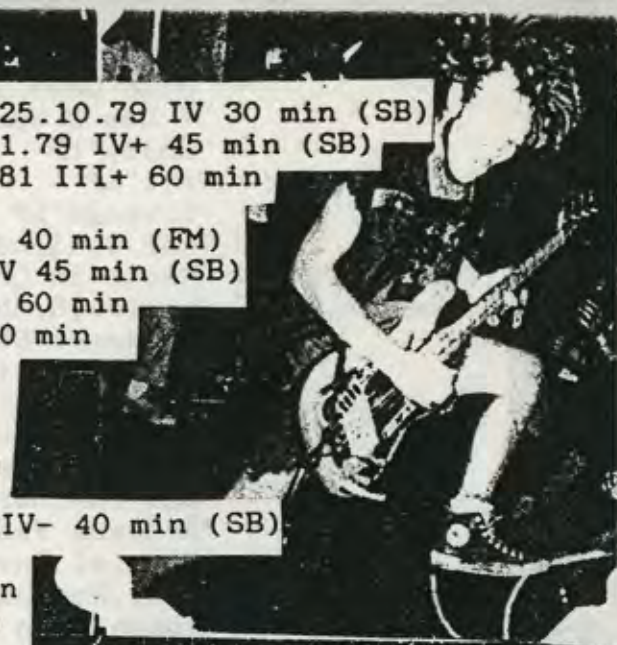 25.10.79 IV 30 min (SB)
1.79 IV+ 45 min (SB)
81 III+ 60 min
40 min (FM)
V 45 min (SB)
60 min
0 min
IV- 40 min (SB)
n